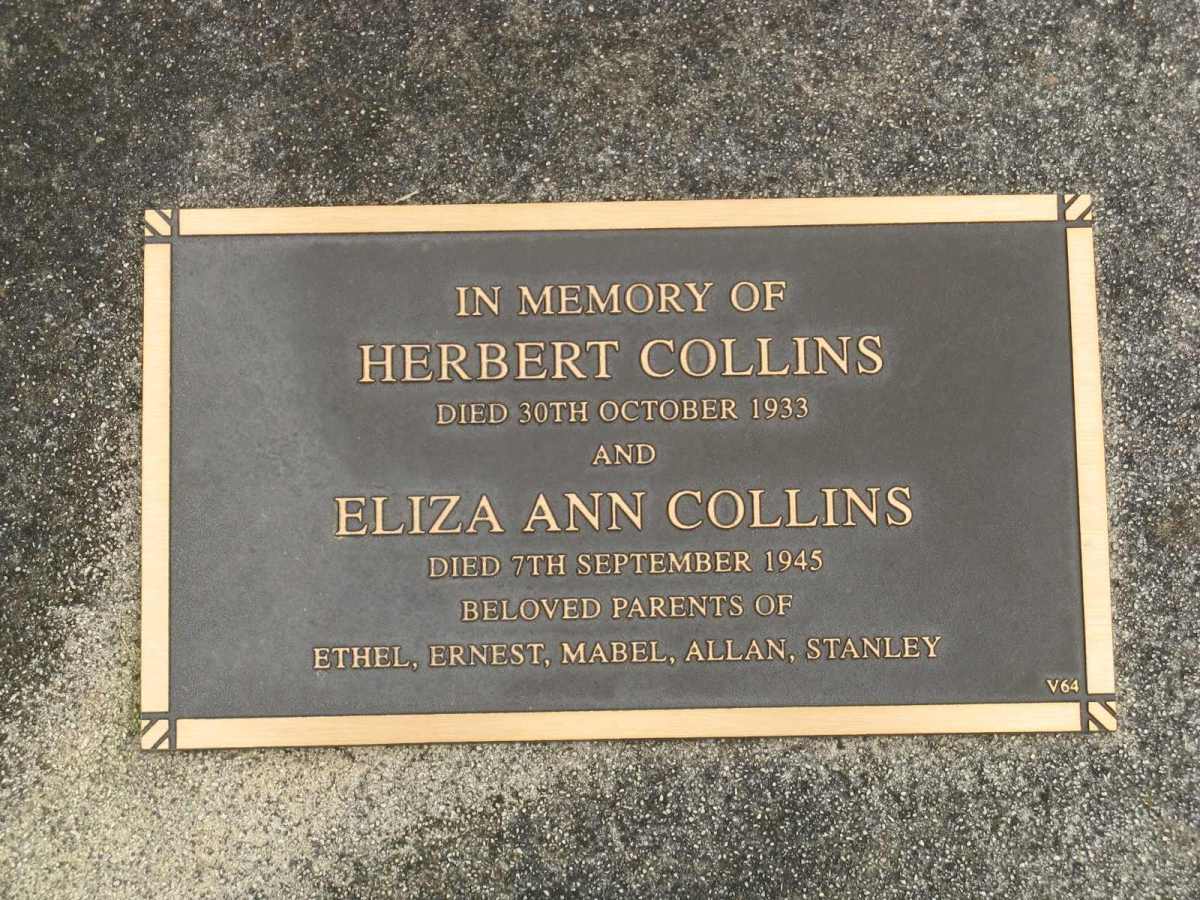 IN MEMORY OF
HERBERT COLLINS
DIED 30TH OCTOBER 1933
AND
ELIZA ANN COLLINS
DIED 7TH SEPTEMBER 1945
BELOVED PARENTS OF
ETHEL, ERNEST, MABEL, ALLAN, STANLEY
V64